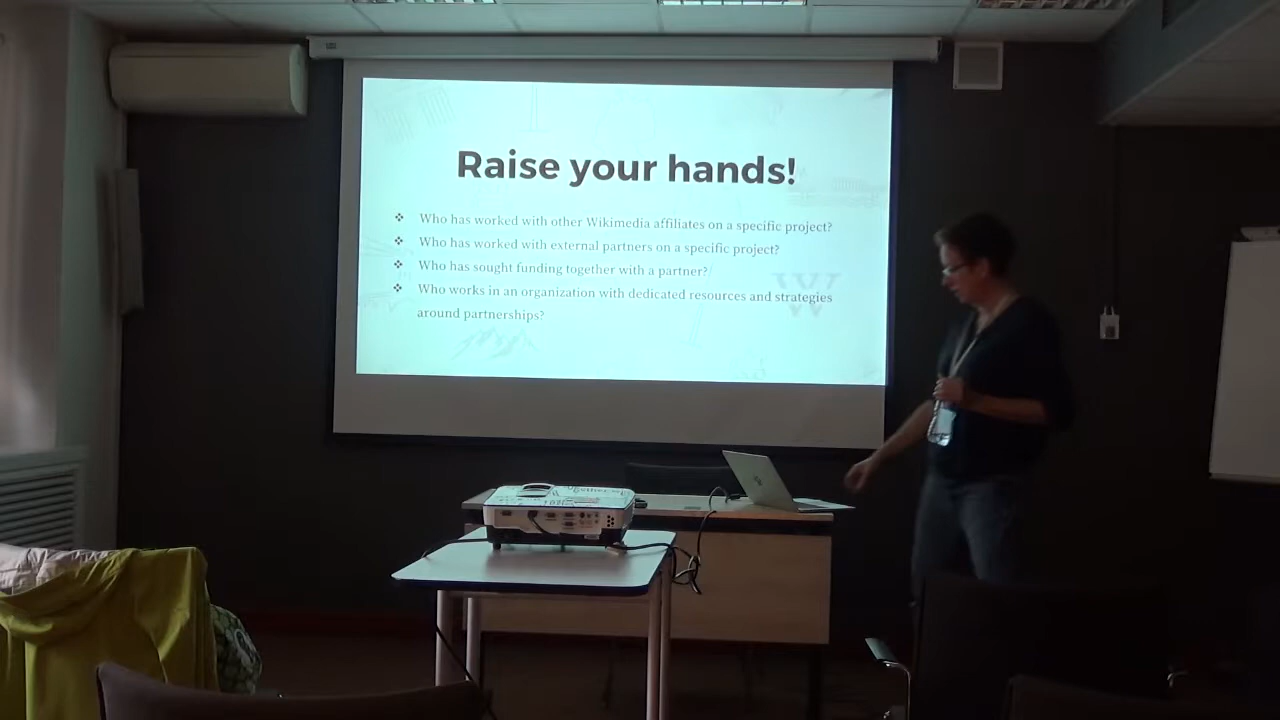 Raise your hands!
❖ Who has worked with other Wikimedia affiliates on a specific project?
❖ Who has worked with external partners on a specific project?
❖ Who has sought funding together with a partner?
❖ Who works in an organization with dedicated resources and strategies
around partnerships?
W